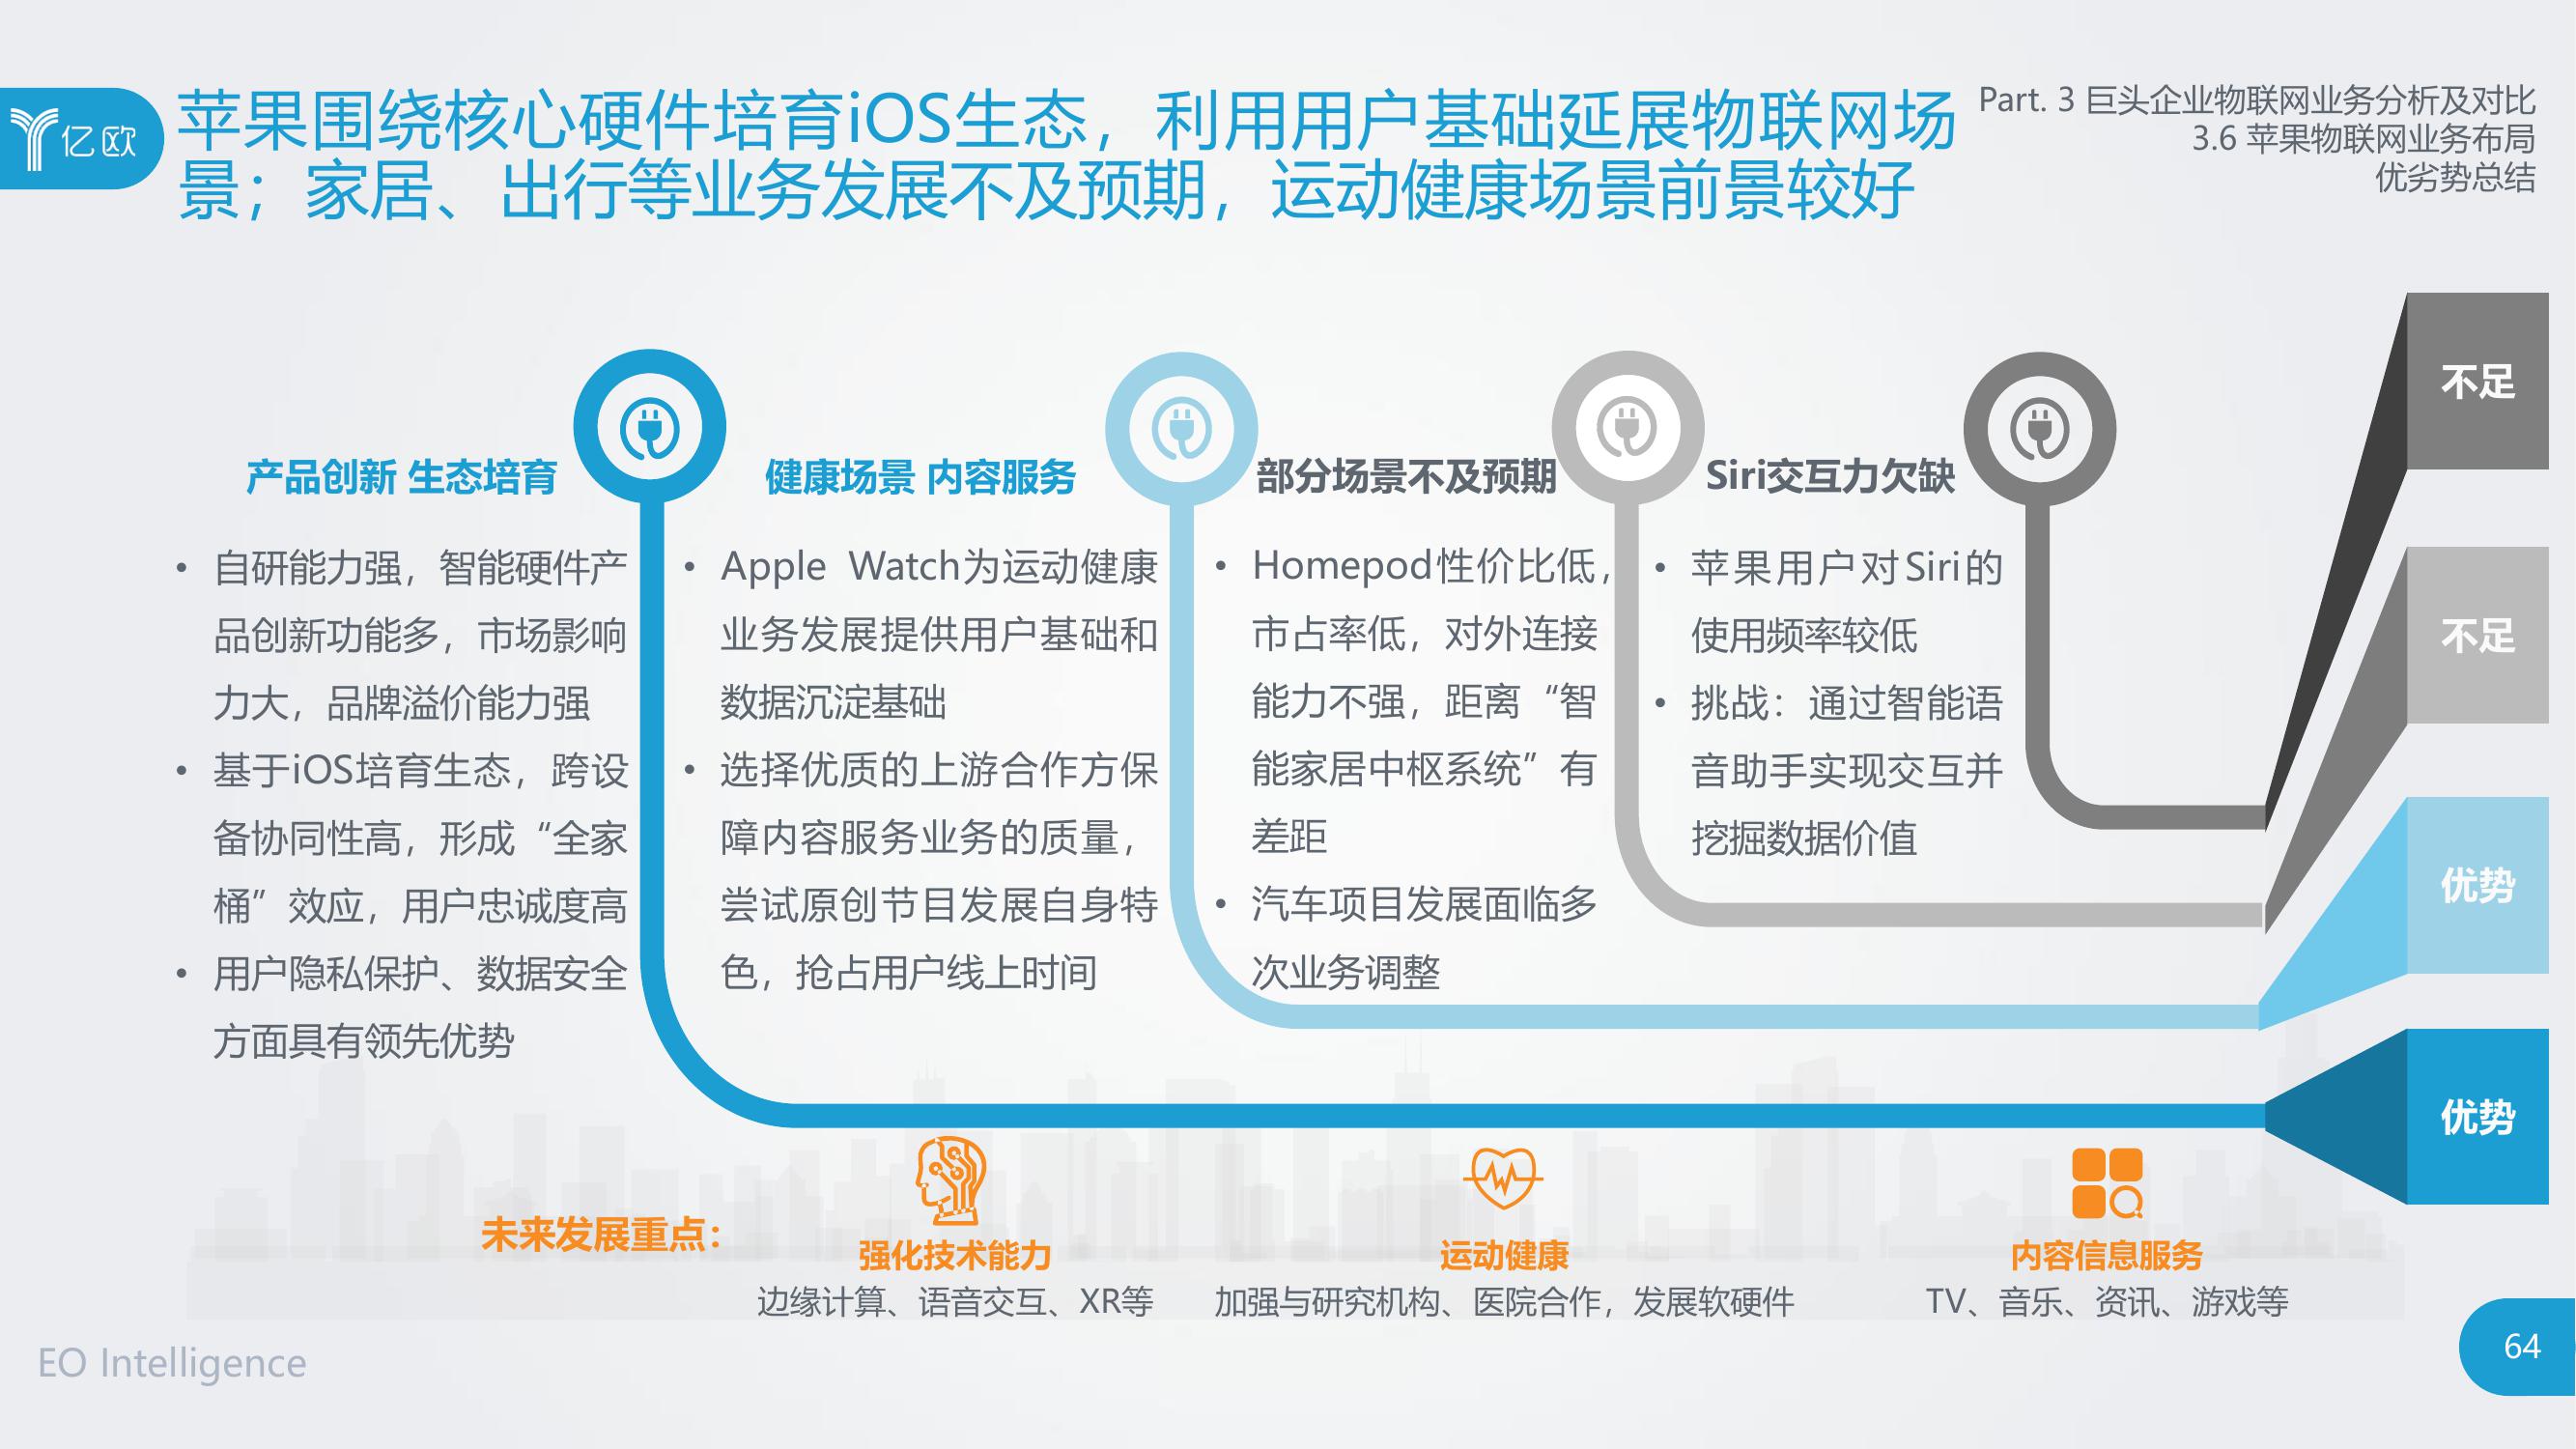 亿欧
苹果围绕核心硬件培育iOS生态，利用用户基础延展物联网场
景；家居、出行等业务发展不及预期，运动健康场景前景较好
Part. 3 巨头企业物联网业务分析及对比
3.6 苹果物联网业务布局
优劣势总结
产品创新 生态培育
• 自研能力强，智能硬件产
品创新功能多，市场影响
力大，品牌溢价能力强
• 基于iOS培育生态，跨设
备协同性高，形成“全家
桶”效应，用户忠诚度高
• 用户隐私保护、数据安全
方面具有领先优势
健康场景 内容服务
• Apple Watch为运动健康
业务发展提供用户基础和
数据沉淀基础
• 选择优质的上游合作方保
障内容服务业务的质量，
尝试原创节目发展自身特
色，抢占用户线上时间
部分场景不及预期
• Homepod性价比低，
市占率低，对外连接
能力不强，距离“智
能家居中枢系统”有
差距
• 汽车项目发展面临多
次业务调整
Siri交互力欠缺
• 苹果用户对Siri的
使用频率较低
• 挑战：通过智能语
音助手实现交互并
挖掘数据价值
不足
不足
优势
优势
未来发展重点：
强化技术能力
边缘计算、语音交互、XR等
运动健康
加强与研究机构、医院合作，发展软硬件
内容信息服务
TV、音乐、资讯、游戏等
EO Intelligence
64